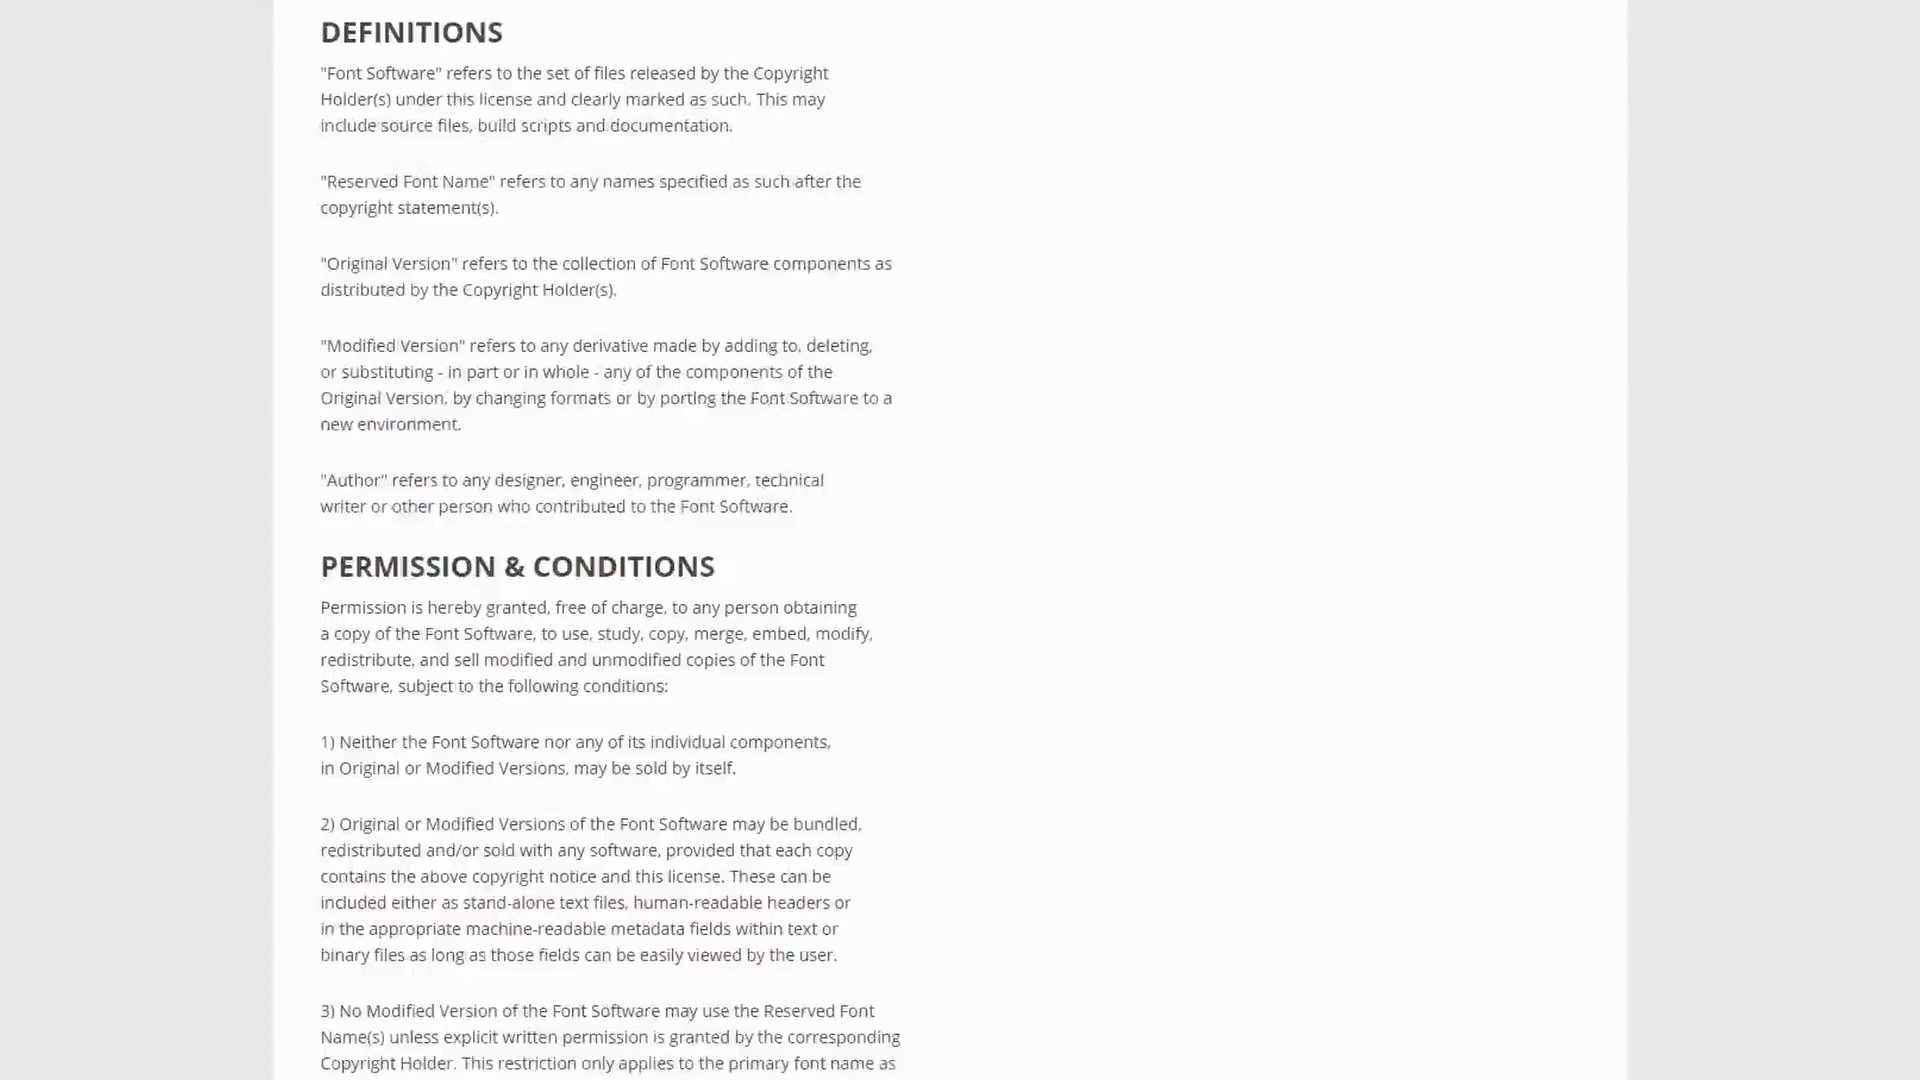 DEFINITIONS
"Font Software" refers to the set of files released by the Copyright
Holder(s) under this license and clearly marked as such. This may
include source files, build scripts and documentation.
"Reserved Font Name" refers to any names specified as such after the
copyright statement(s).
"Original Version" refers to the collection of Font Software components as
distributed by the Copyright Holder(s).
"Modified Version" refers to any derivative made by adding to, deleting,
or substituting - in part or in whole - any of the components of the
Original Version, by changing formats or by porting the Font Software to a
new environment.
"Author" refers to any designer, engineer, programmer, technical
writer or other person who contributed to the Font Software.
PERMISSION & CONDITIONS
Permission is hereby granted, free of charge, to any person obtaining
a copy of the Font Software, to use, study, copy, merge, embed, modify,
redistribute, and sell modified and unmodified copies of the Font
Software, subject to the following conditions:
1) Neither the Font Software nor any of its individual components,
in Original or Modified Versions, may be sold by itself.
2) Original or Modified Versions of the Font Software may be bundled,
redistributed and/or sold with any software, provided that each copy
contains the above copyright notice and this license. These can be
included either as stand-alone text files, human-readable headers or
in the appropriate machine-readable metadata fields within text or
binary files as long as those fields can be easily viewed by the user.
3) No Modified Version of the Font Software may use the Reserved Font
Name(s) unless explicit written permission is granted by the corresponding
Copyright Holder. This restriction only applies to the primary font name as